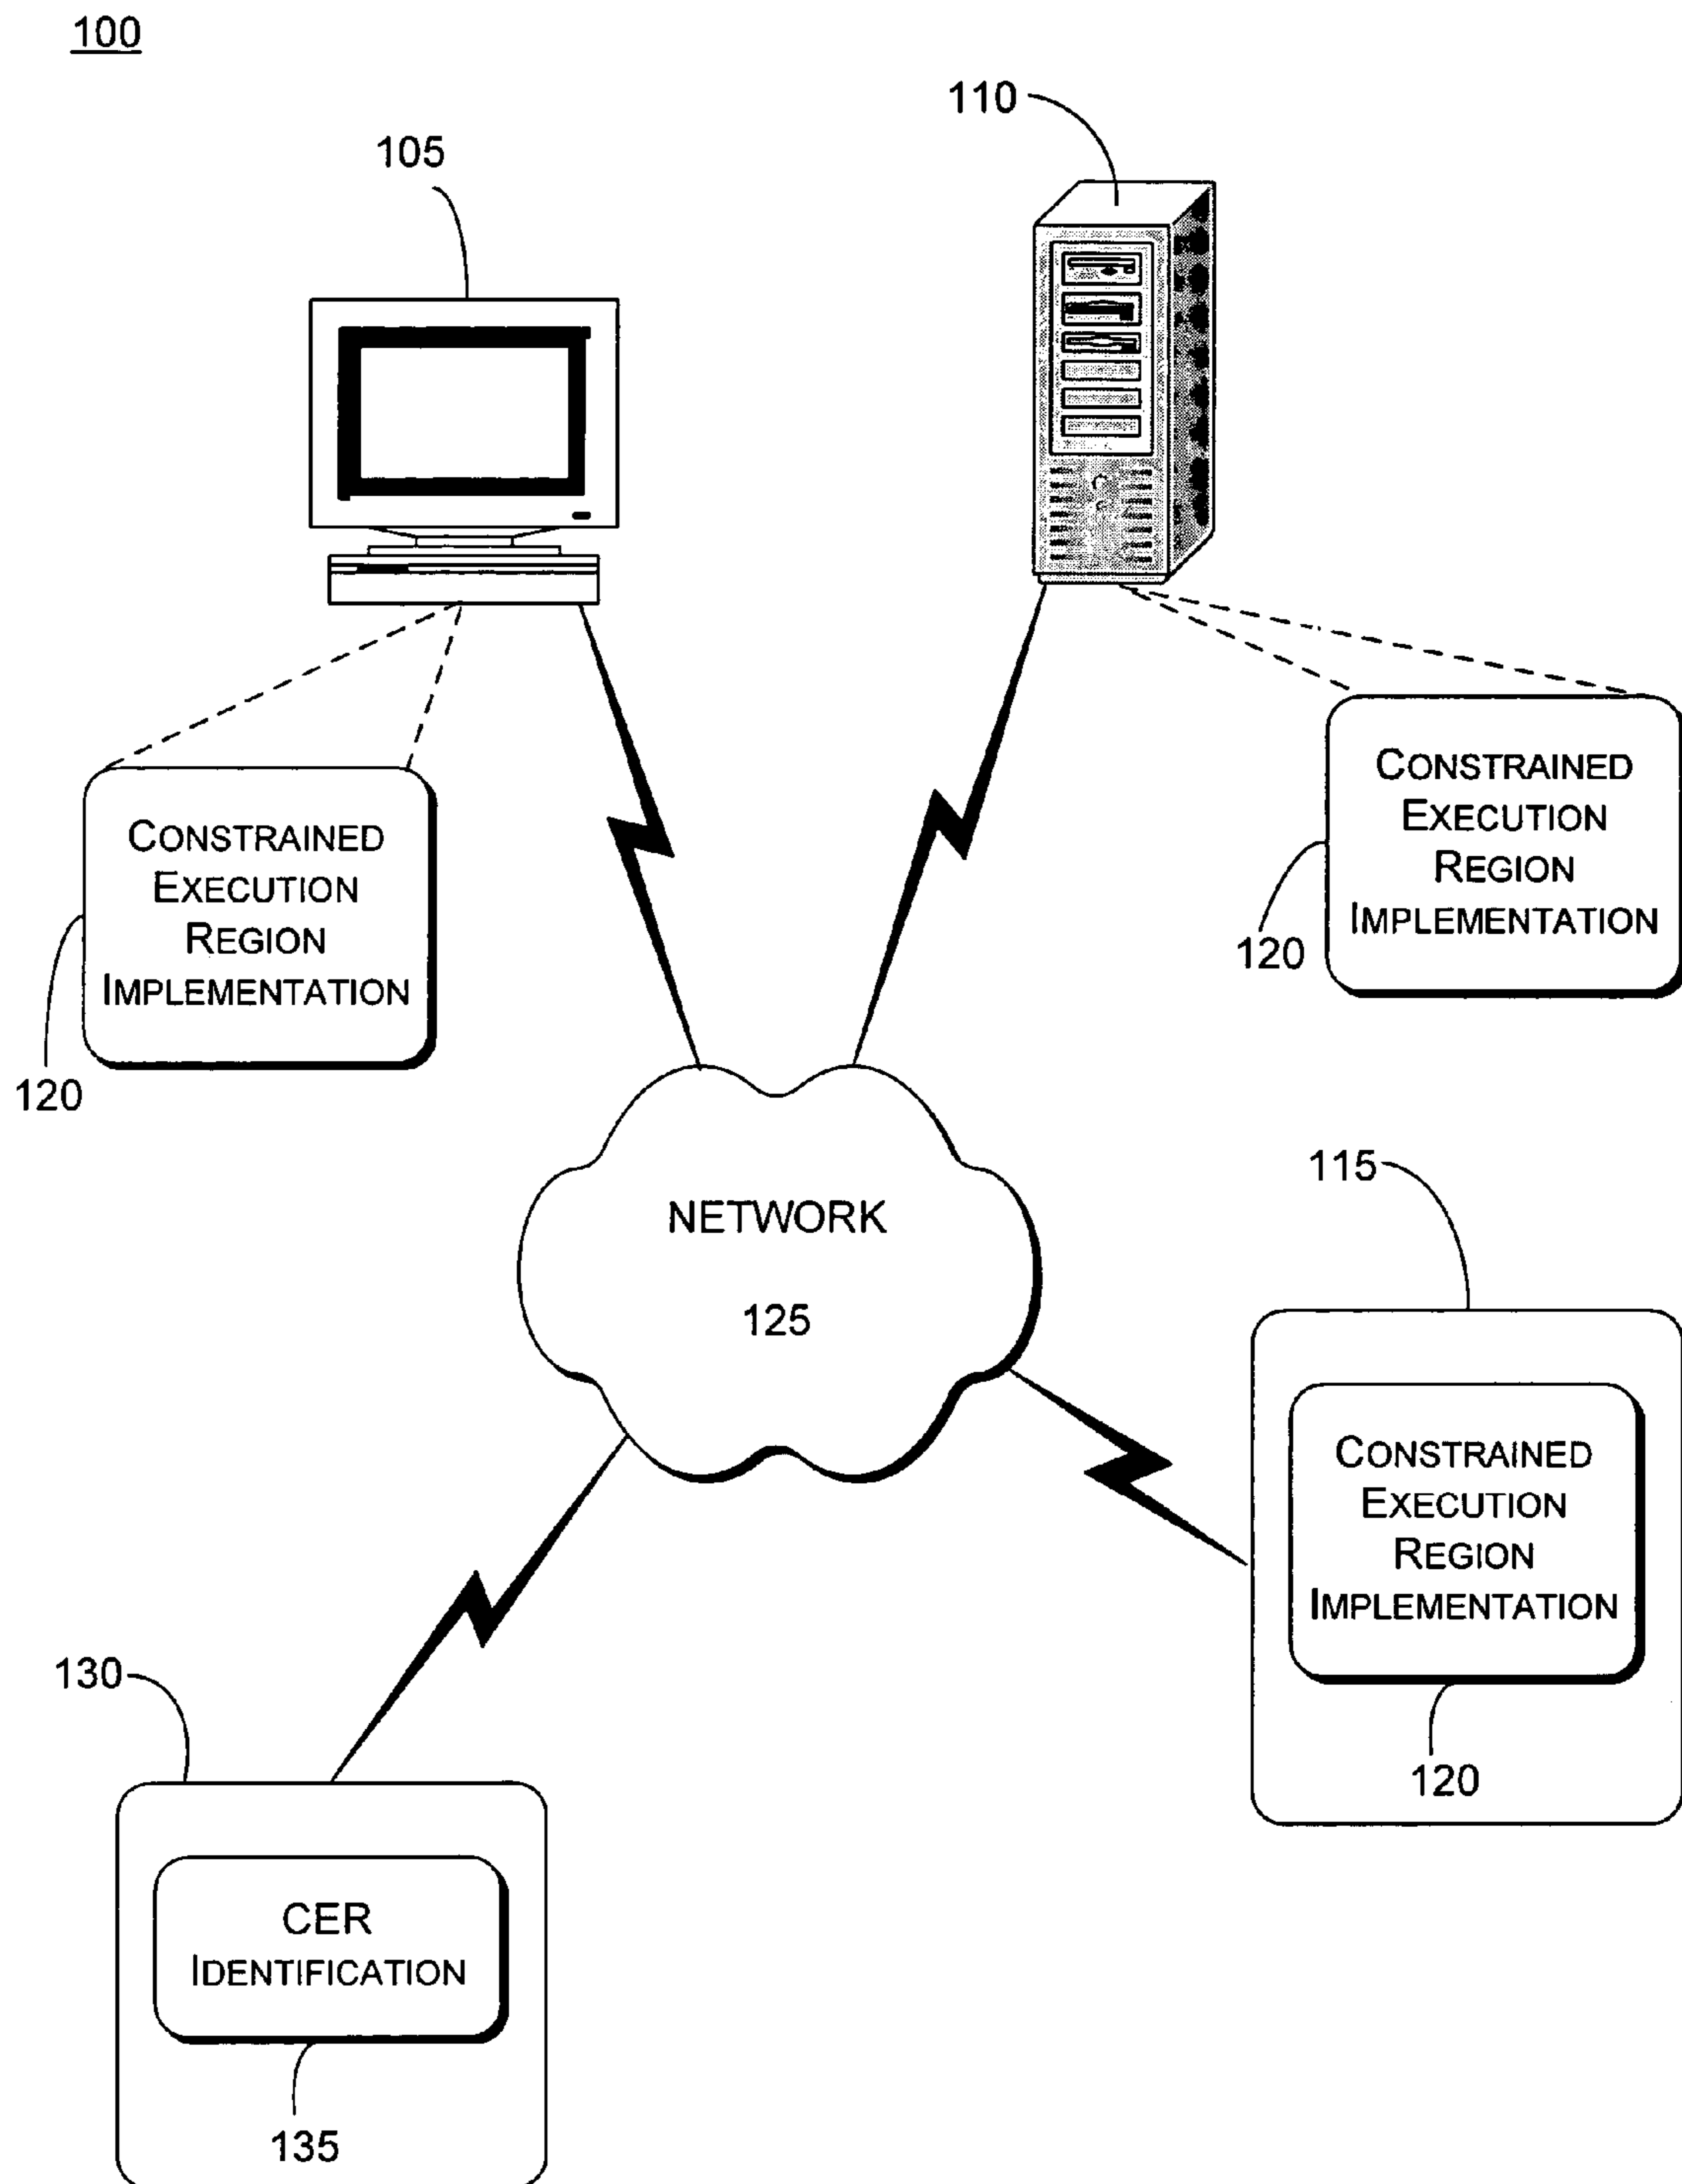 100
110
105
CONSTRAINED
EXECUTION
REGION
IMPLEMENTATION
120
CONSTRAINED
EXECUTION
REGION
IMPLEMENTATION
120
NETWORK
125
115
CONSTRAINED
EXECUTION
REGION
IMPLEMENTATION
120
130
CER
IDENTIFICATION
135